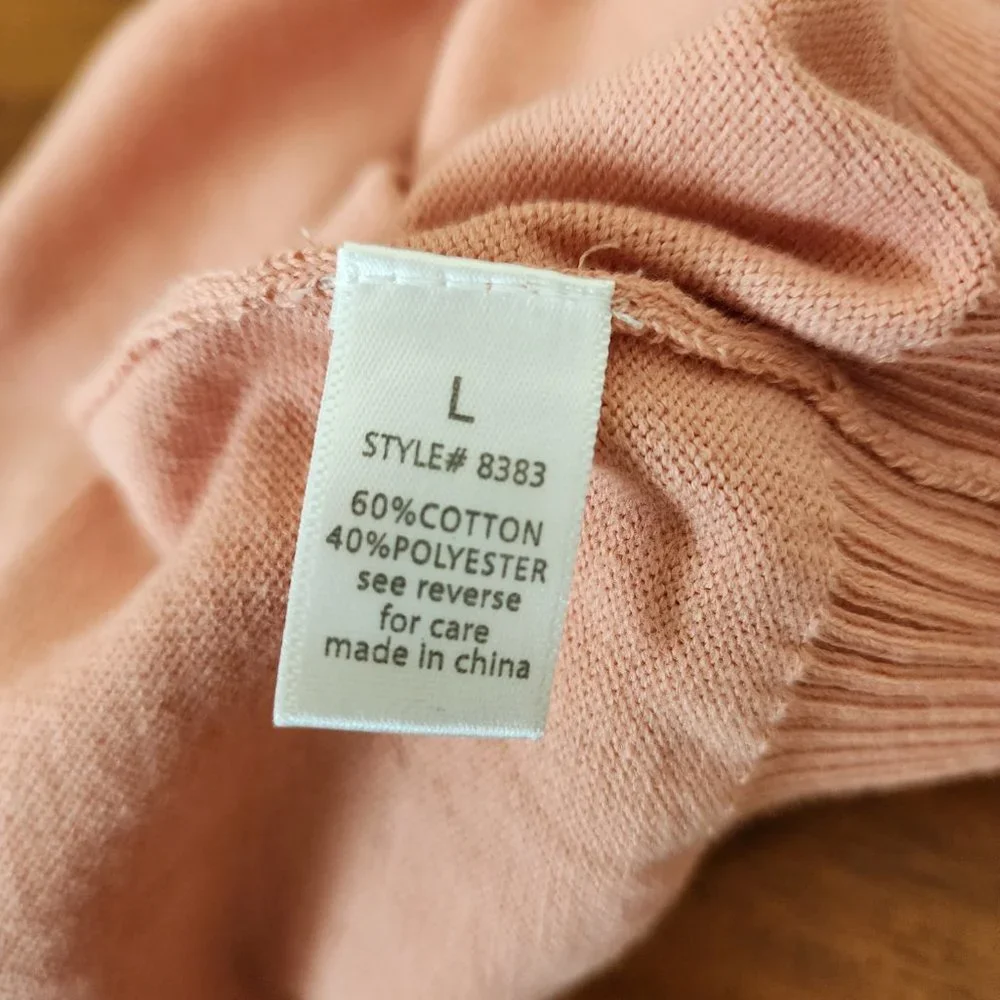 L
STYLE# 8383
60%COTTON
40%POLYESTER
see reverse
for care
made in china